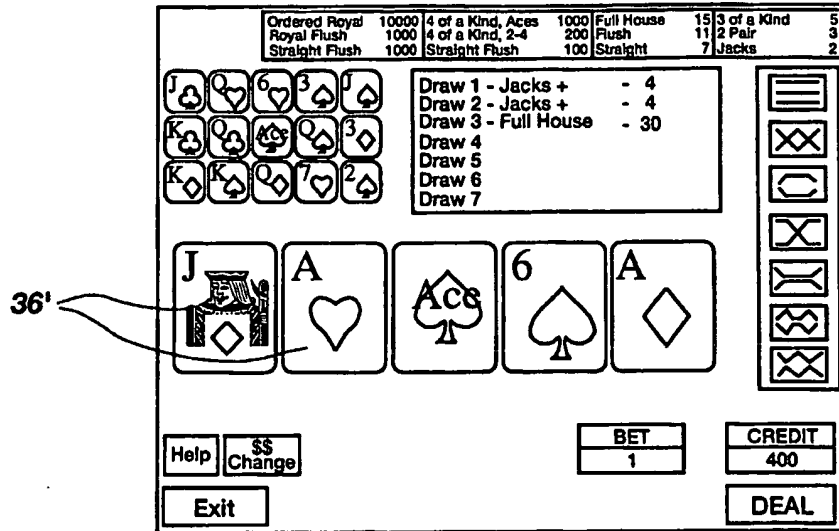 Ordered Royal 10000 4 of a Kind, Aces 1000 Full House 15 3 of a Kind 5
Royal Flush 1000 4 of a Kind, 2-4 200 Flush 11 2 Pair 3
Straight Flush 1000 Straight Flush 100 Straight 7 Jacks 2
J Q 6 3 J
K Q Ace Q 3
K K Q 7 2
Draw 1 - Jacks + - 4
Draw 2 - Jacks + - 4
Draw 3 - Full House - 30
Draw 4
Draw 5
Draw 6
Draw 7
J A Ace 6 A
36'
Help $$ Change
BET
1
CREDIT
400
Exit
DEAL